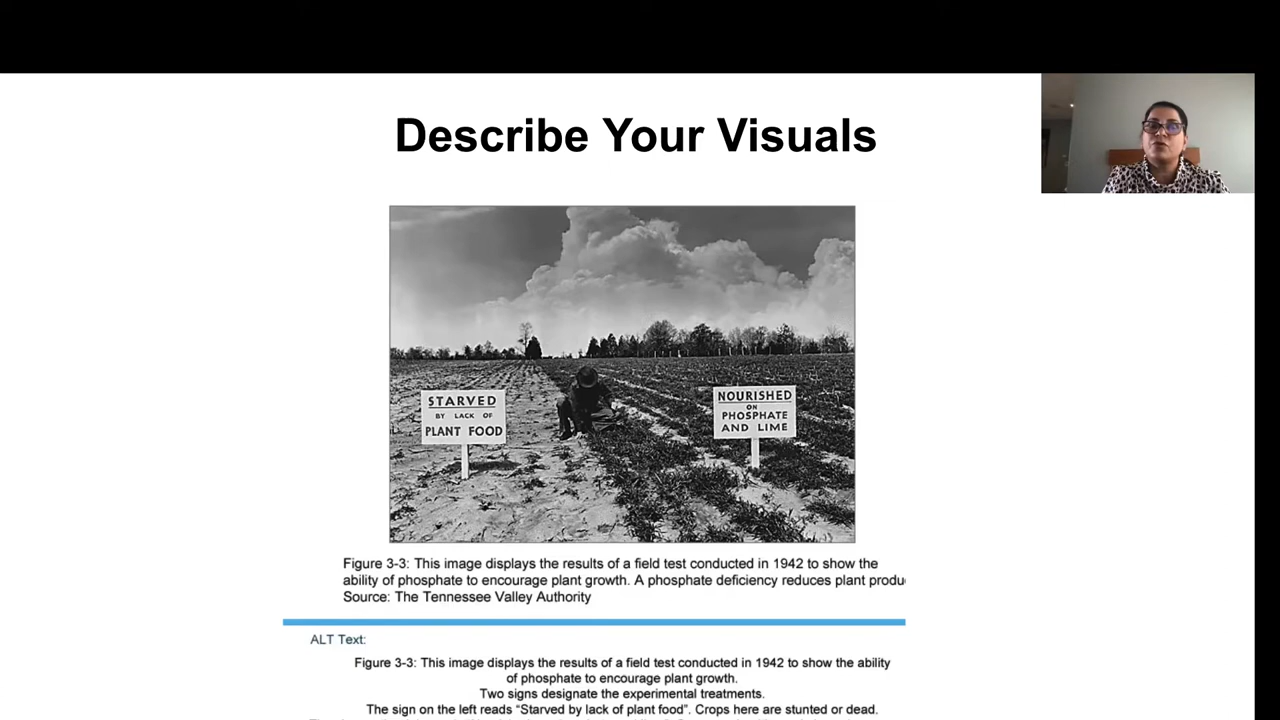 Describe Your Visuals
STARVED
BY LACK OF
PLANT FOOD
NOURISHED
ON
PHOSPHATE
AND LIME
Figure 3-3: This image displays the results of a field test conducted in 1942 to show the
ability of phosphate to encourage plant growth. A phosphate deficiency reduces plant produ
Source: The Tennessee Valley Authority
ALT Text:
Figure 3-3: This image displays the results of a field test conducted in 1942 to show the ability
of phosphate to encourage plant growth.
Two signs designate the experimental treatments.
The sign on the left reads “Starved by lack of plant food”. Crops here are stunted or dead.